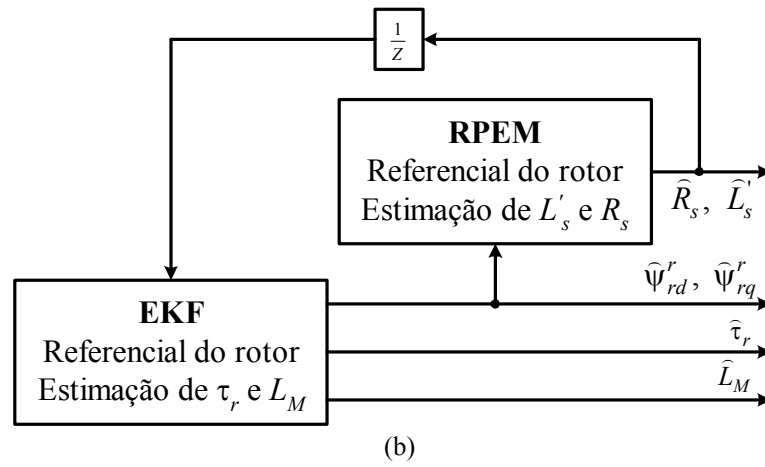 1
Z
RPEM
Referencial do rotor
Estimação de L's e Rs
R̂s, L̂'s
ψ̂ʳrd, ψ̂ʳrq
EKF
Referencial do rotor
Estimação de τr e LM
τ̂r
L̂M
(b)